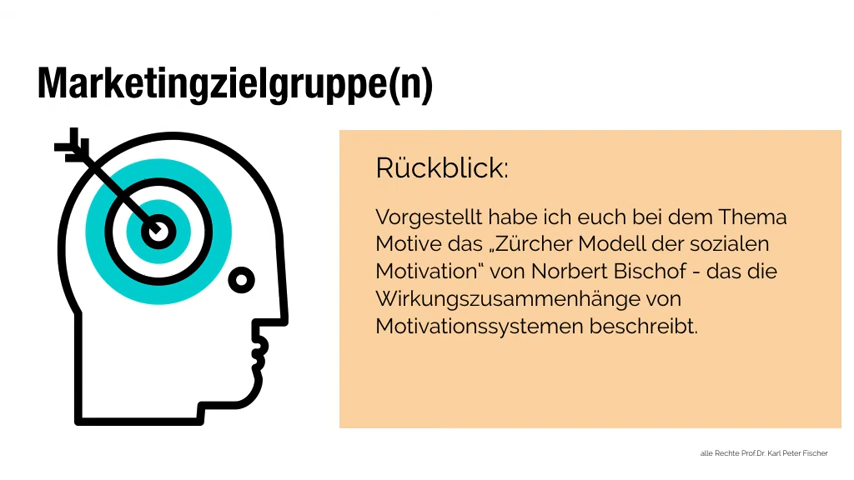 Marketingzielgruppe(n)
Rückblick:
Vorgestellt habe ich euch bei dem Thema
Motive das „Zürcher Modell der sozialen
Motivation“ von Norbert Bischof - das die
Wirkungszusammenhänge von
Motivationssystemen beschreibt.
alle Rechte Prof.Dr. Karl Peter Fischer